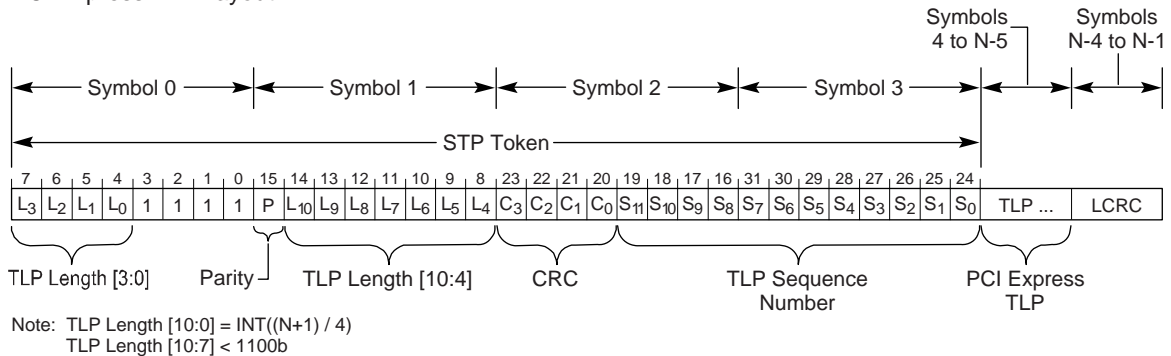 Symbols
4 to N-5
Symbols
N-4 to N-1
Symbol 0
Symbol 1
Symbol 2
Symbol 3
STP Token
7 6 5 4 3 2 1 0 15 14 13 12 11 10 9 8 23 22 21 20 19 18 17 16 31 30 29 28 27 26 25 24
L3 L2 L1 L0 1 1 1 1 P L10 L9 L8 L7 L6 L5 L4 C3 C2 C1 C0 S11 S10 S9 S8 S7 S6 S5 S4 S3 S2 S1 S0 TLP ... LCRC
TLP Length [3:0]
Parity
TLP Length [10:4]
CRC
TLP Sequence
Number
PCI Express
TLP
Note: TLP Length [10:0] = INT((N+1) / 4)
TLP Length [10:7] < 1100b